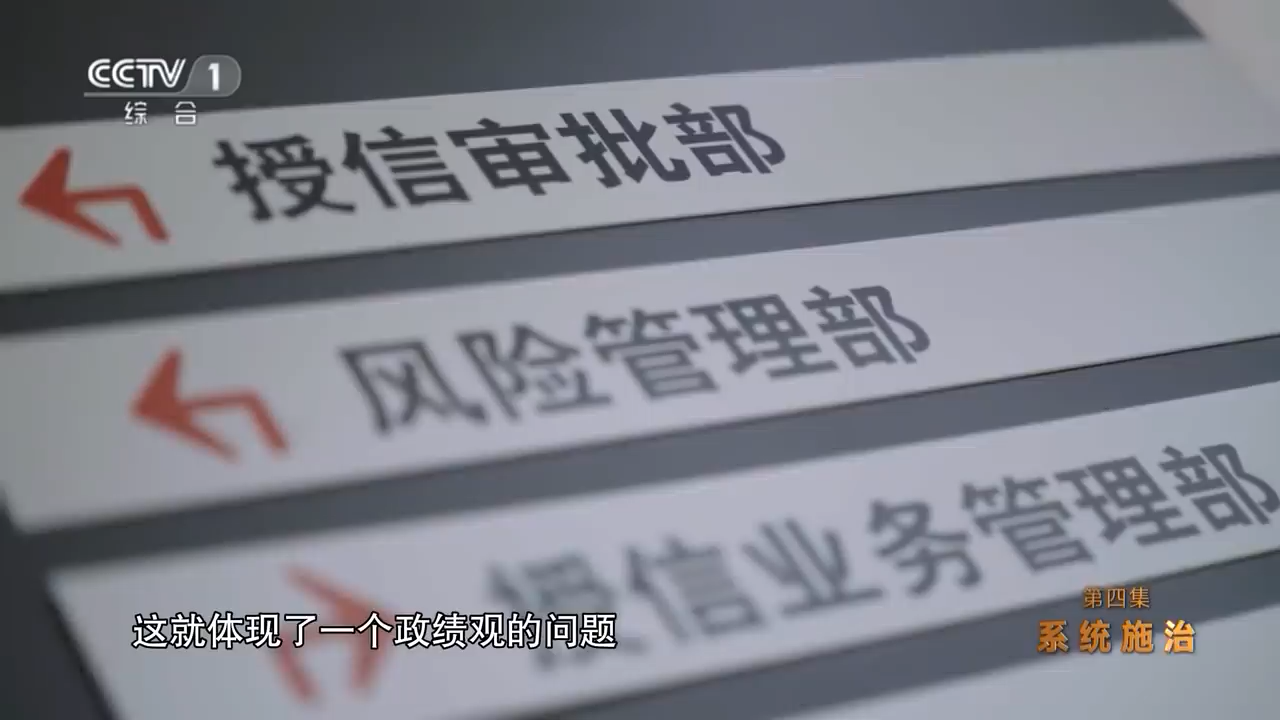 CCTV 1
综合
授信审批部
风险管理部
授信业务管理部
第四集
这就体现了一个政绩观的问题
系统施治